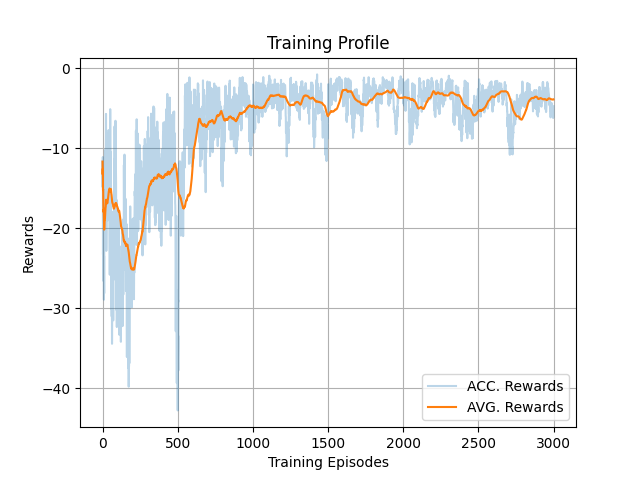 Training Profile
0
−10
−20
−30
−40
Rewards
ACC. Rewards
AVG. Rewards
0 500 1000 1500 2000 2500 3000
Training Episodes